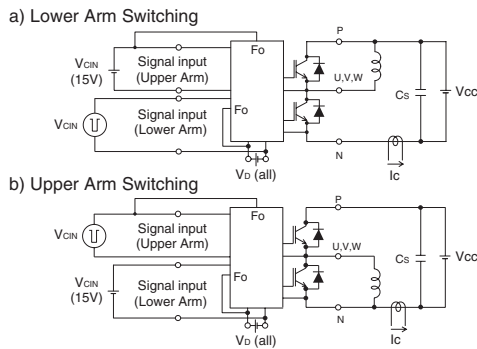 a) Lower Arm Switching
P
Fo
VCIN
(15V)
Signal input
(Upper Arm)
U,V,W
CS
VCC
VCIN
Signal input
(Lower Arm)
Fo
N
IC
VD (all)
b) Upper Arm Switching
P
Fo
VCIN
Signal input
(Upper Arm)
U,V,W
CS
VCC
VCIN
(15V)
Signal input
(Lower Arm)
Fo
N
IC
VD (all)